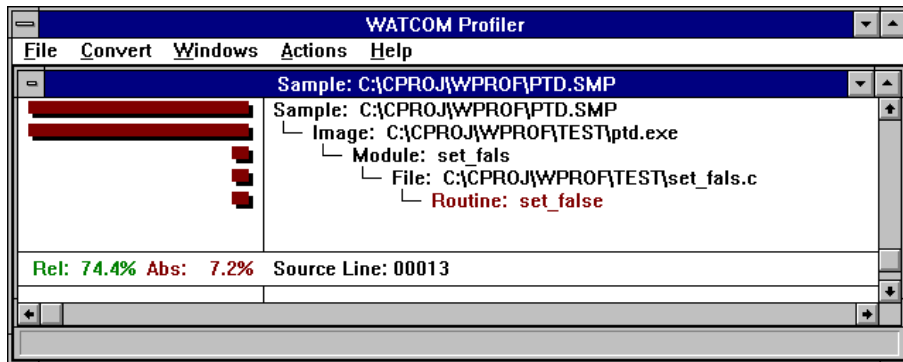 WATCOM Profiler
File Convert Windows Actions Help
Sample: C:\CPROJ\WPROF\PTD.SMP
Sample: C:\CPROJ\WPROF\PTD.SMP
Image: C:\CPROJ\WPROF\TEST\ptd.exe
Module: set_fals
File: C:\CPROJ\WPROF\TEST\set_fals.c
Routine: set_false
Rel: 74.4% Abs: 7.2% Source Line: 00013